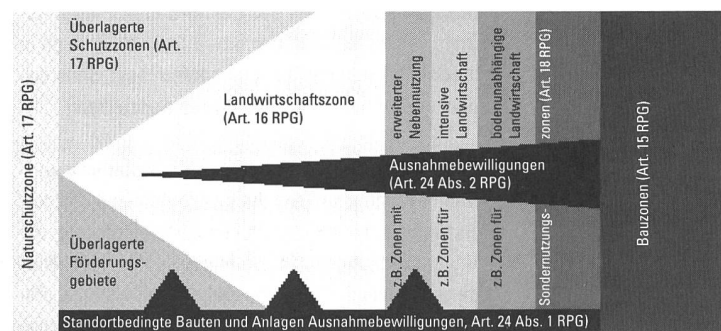 Naturschutzzone (Art. 17 RPG)
Überlagerte
Schutzzonen (Art.
17 RPG)
Landwirtschaftszone
(Art. 16 RPG)
Überlagerte
Förderungs-
gebiete
z.B. Zonen mit
erweiterter
Nebennutzung
z.B. Zonen für
intensive
Landwirtschaft
z.B. Zonen für
bodenunabhängige
Landwirtschaft
Sondernutzungs-
zonen (Art. 18 RPG)
Ausnahmebewilligungen
(Art. 24 Abs. 2 RPG)
Bauzonen (Art. 15 RPG)
Standortbedingte Bauten und Anlagen Ausnahmebewilligungen, Art. 24 Abs. 1 RPG)